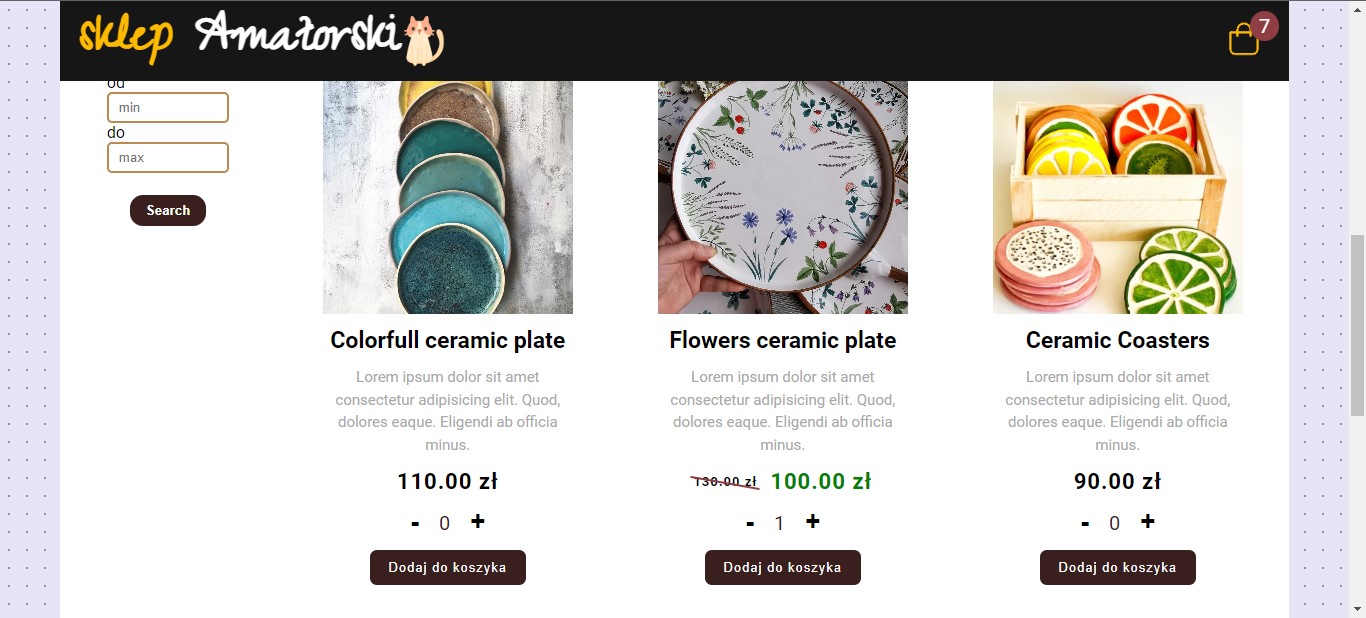 sklep Amatorski
7
od
min
do
max
Search
Colorfull ceramic plate
Lorem ipsum dolor sit amet
consectetur adipisicing elit. Quod,
dolores eaque. Eligendi ab officia
minus.
110.00 zł
- 0 +
Dodaj do koszyka
Flowers ceramic plate
Lorem ipsum dolor sit amet
consectetur adipisicing elit. Quod,
dolores eaque. Eligendi ab officia
minus.
130.00 zł 100.00 zł
- 1 +
Dodaj do koszyka
Ceramic Coasters
Lorem ipsum dolor sit amet
consectetur adipisicing elit. Quod,
dolores eaque. Eligendi ab officia
minus.
90.00 zł
- 0 +
Dodaj do koszyka